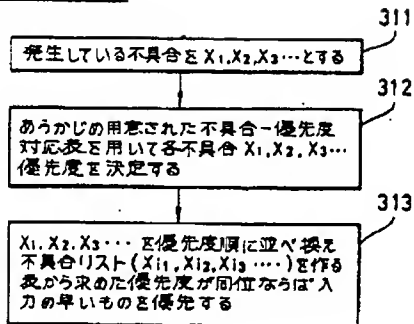 311
発生している不具合をX₁,X₂,X₃…とする
312
あらかじめ用意された不具合-優先度
対応表を用いて各不具合X₁,X₂,X₃…
優先度を決定する
313
X₁,X₂,X₃…を優先度順に並べ換え
不具合リスト(Xi₁,Xi₂,Xi₃‥‥)を作る
表から求めた優先度が同位ならば入
力の早いものを優先する